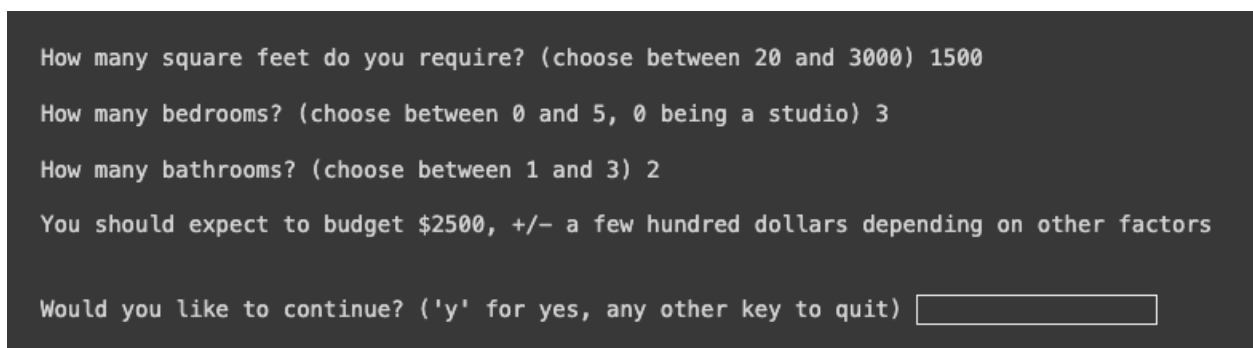 How many square feet do you require? (choose between 20 and 3000) 1500
How many bedrooms? (choose between 0 and 5, 0 being a studio) 3
How many bathrooms? (choose between 1 and 3) 2
You should expect to budget $2500, +/- a few hundred dollars depending on other factors
Would you like to continue? ('y' for yes, any other key to quit)